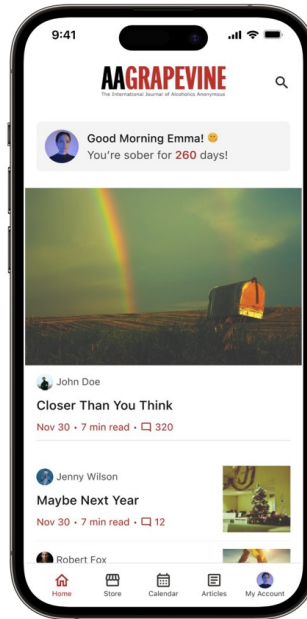 9:41
AAGRAPEVINE
The International Journal of Alcoholics Anonymous
Good Morning Emma! 🙂
You're sober for 260 days!
John Doe
Closer Than You Think
Nov 30 • 7 min read • 320
Jenny Wilson
Maybe Next Year
Nov 30 • 7 min read • 12
Robert Fox
Home Store Calendar Articles My Account